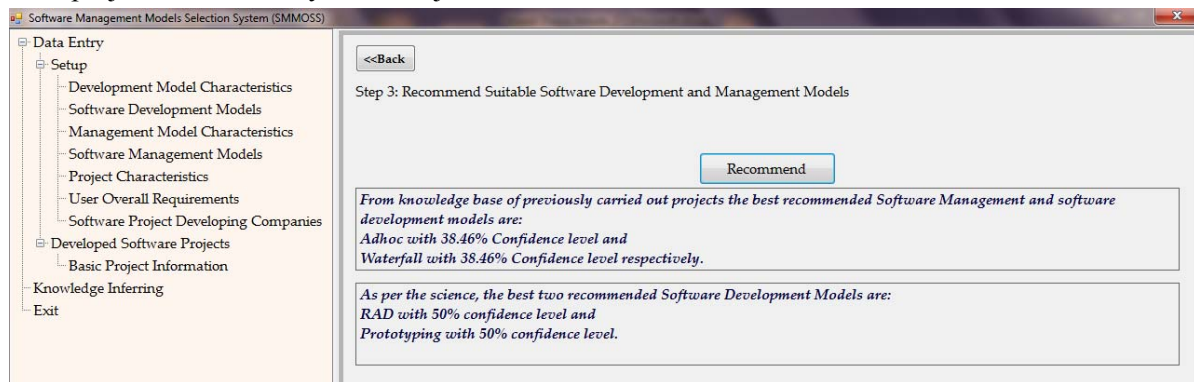 Software Management Models Selection System (SMMOSS)
Data Entry
Setup
Development Model Characteristics
Software Development Models
Management Model Characteristics
Software Management Models
Project Characteristics
User Overall Requirements
Software Project Developing Companies
Developed Software Projects
Basic Project Information
Knowledge Inferring
Exit
<<Back
Step 3: Recommend Suitable Software Development and Management Models
Recommend
From knowledge base of previously carried out projects the best recommended Software Management and software
development models are:
Adhoc with 38.46% Confidence level and
Waterfall with 38.46% Confidence level respectively.
As per the science, the best two recommended Software Development Models are:
RAD with 50% confidence level and
Prototyping with 50% confidence level.